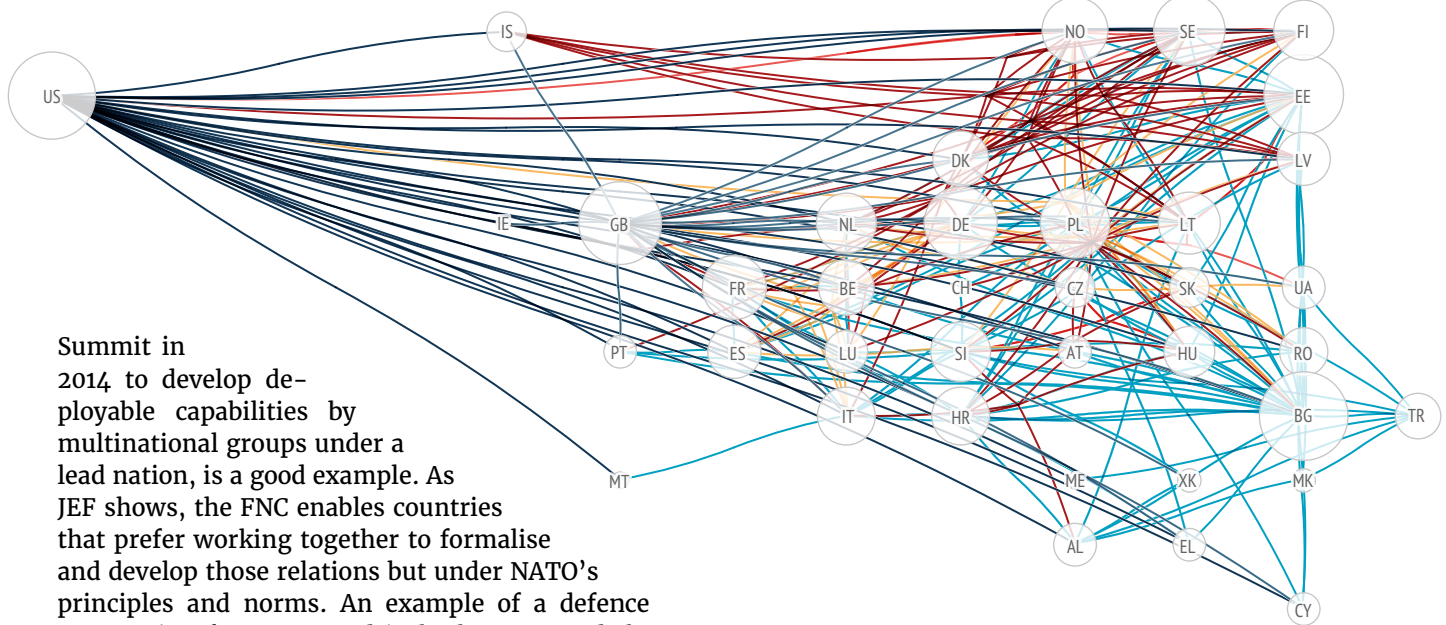 IS
NO
SE
FI
US
EE
DK
LV
IE
GB
NL
DE
PL
LT
FR
BE
CH
CZ
SK
UA
PT
ES
LU
SI
AT
HU
RO
IT
HR
BG
TR
MT
ME
XK
MK
AL
EL
CY
Summit in
2014 to develop de-
ployable capabilities by
multinational groups under a
lead nation, is a good example. As
JEF shows, the FNC enables countries
that prefer working together to formalise
and develop those relations but under NATO’s
principles and norms. An example of a defence